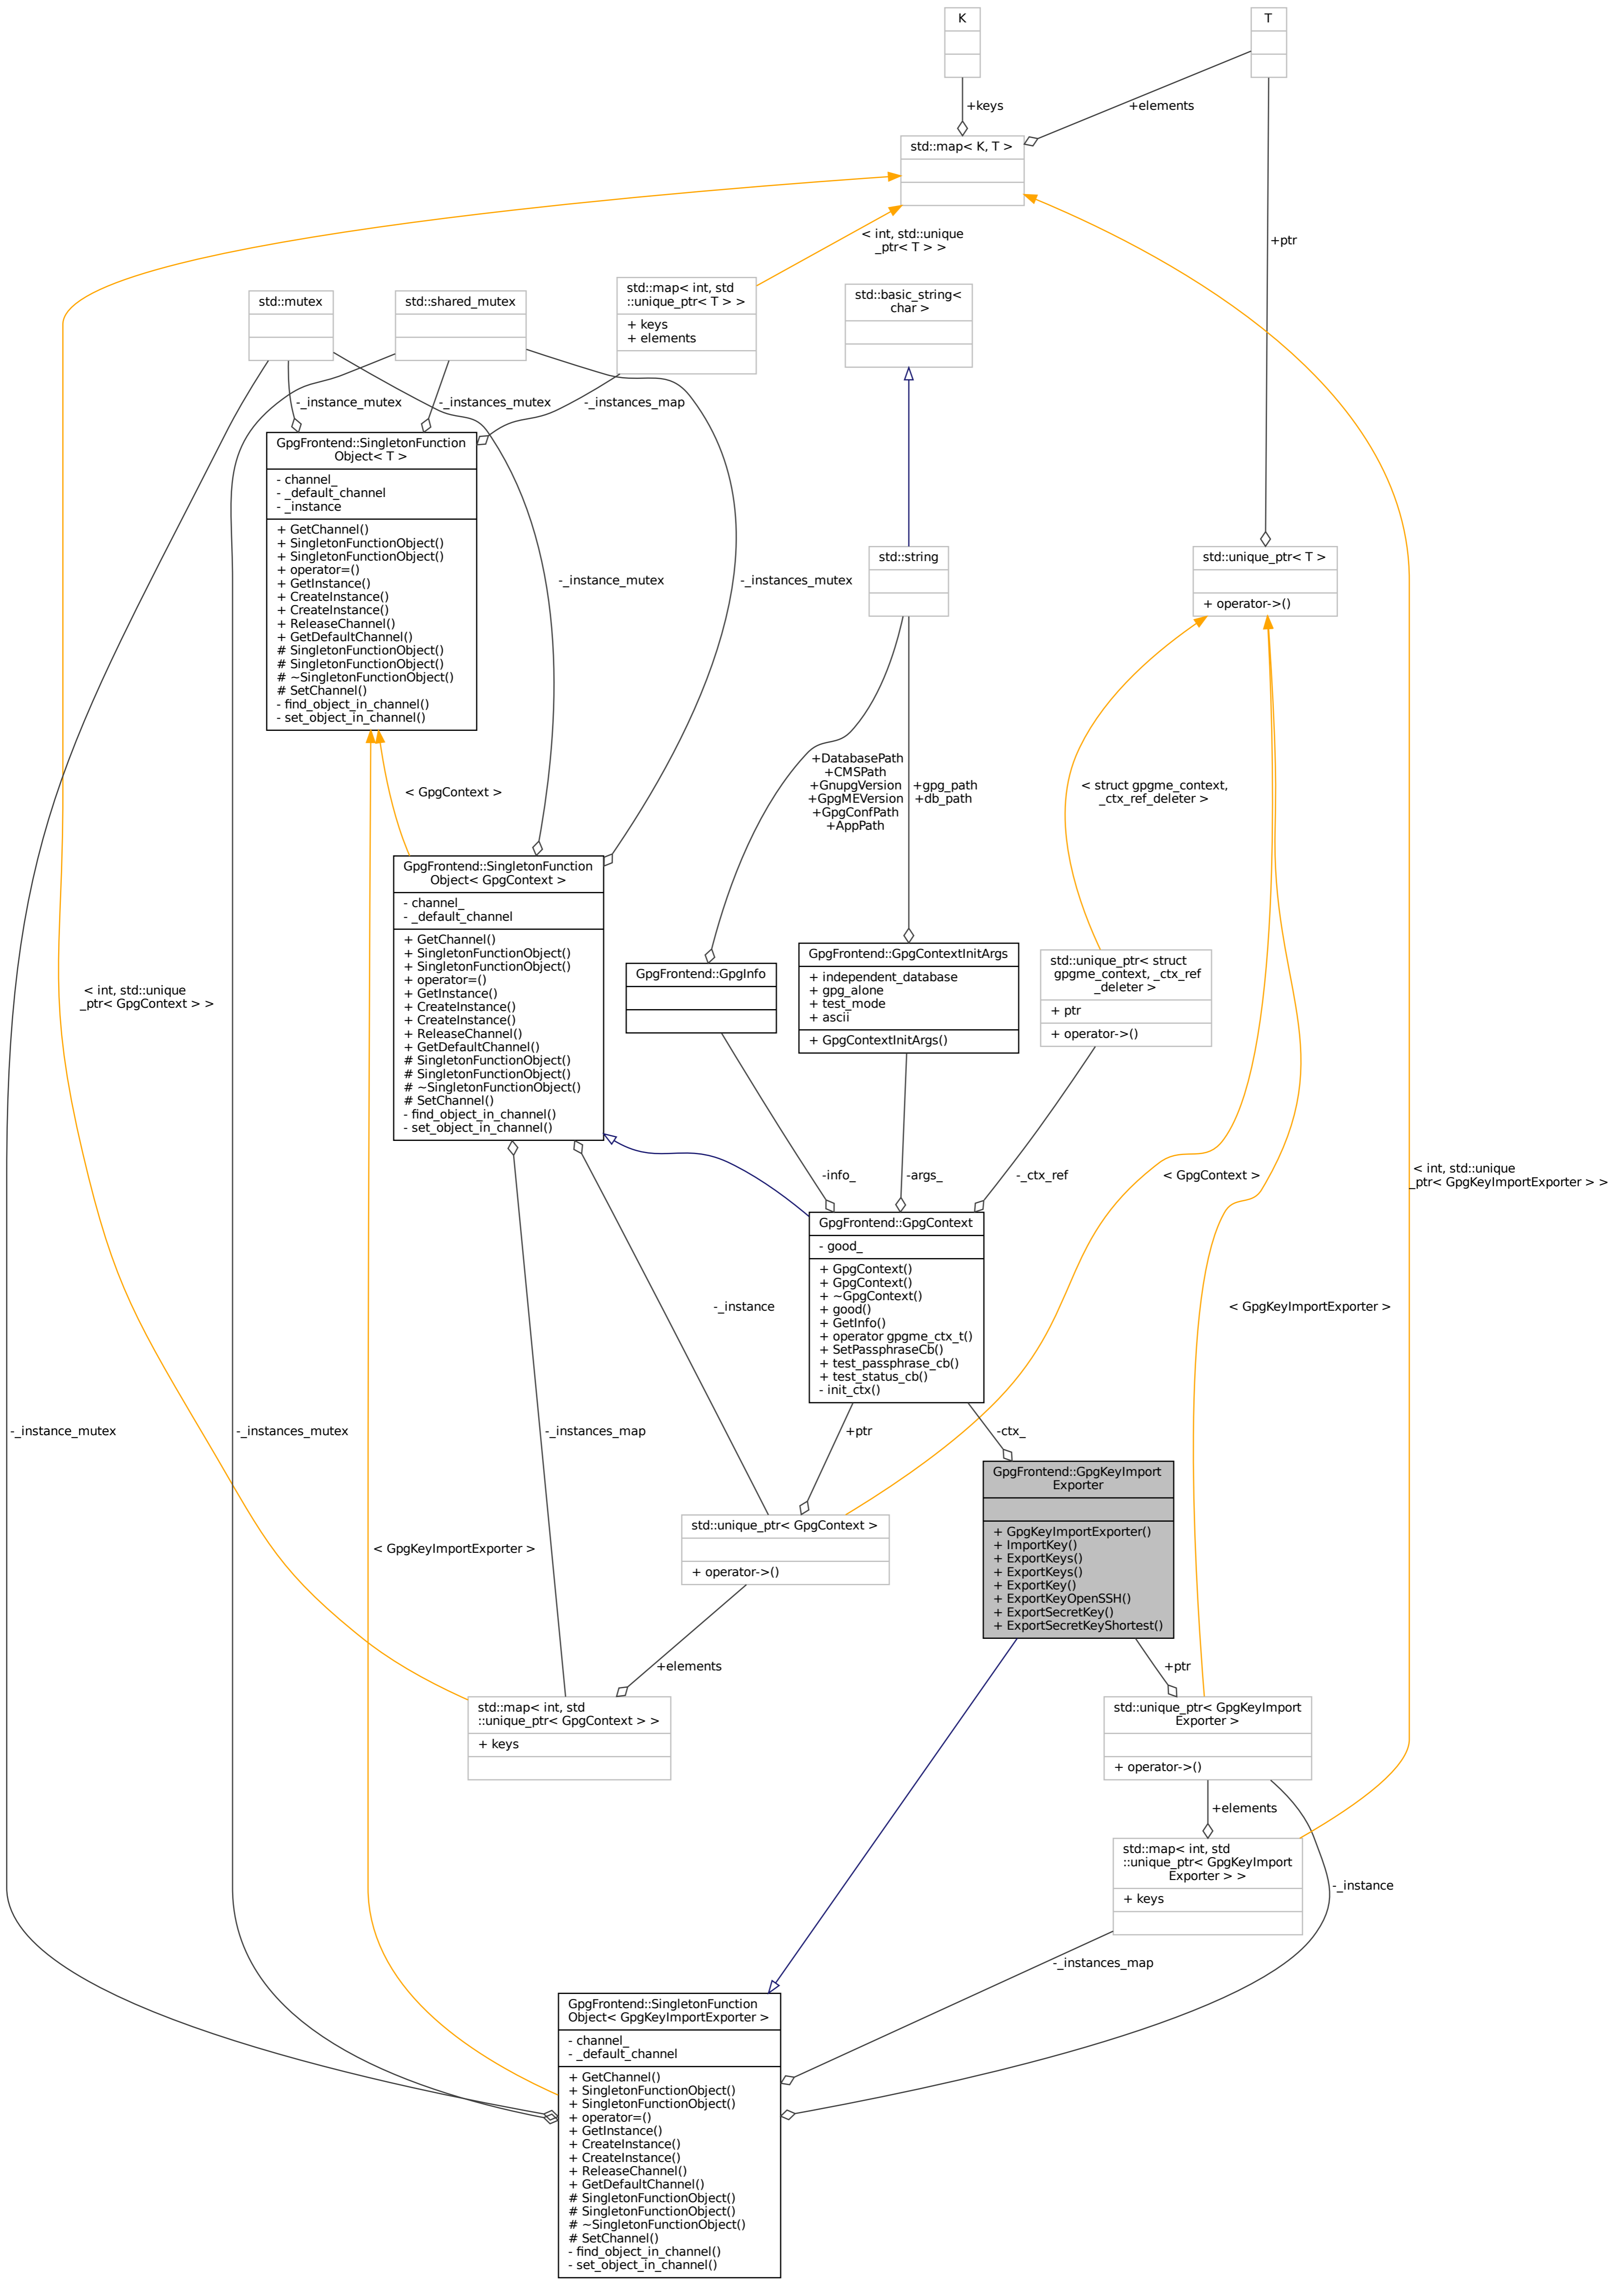 K
T
+keys
+elements
std::map< K, T >
+ptr
< int, std::unique
_ptr< T > >
std::mutex
std::shared_mutex
std::map< int, std
::unique_ptr< T > >
+ keys
+ elements
std::basic_string<
char >
-_instance_mutex
-_instances_mutex
-_instances_map
GpgFrontend::SingletonFunction
Object< T >
- channel_
- _default_channel
- _instance
+ GetChannel()
+ SingletonFunctionObject()
+ SingletonFunctionObject()
+ operator=()
+ GetInstance()
+ CreateInstance()
+ CreateInstance()
+ ReleaseChannel()
+ GetDefaultChannel()
# SingletonFunctionObject()
# SingletonFunctionObject()
# ~SingletonFunctionObject()
# SetChannel()
- find_object_in_channel()
- set_object_in_channel()
-_instance_mutex
-_instances_mutex
std::string
std::unique_ptr< T >
+ operator->()
< GpgContext >
+DatabasePath
+CMSPath
+GnupgVersion
+GpgMEVersion
+GpgConfPath
+AppPath
+gpg_path
+db_path
< struct gpgme_context,
_ctx_ref_deleter >
GpgFrontend::SingletonFunction
Object< GpgContext >
- channel_
- _default_channel
+ GetChannel()
+ SingletonFunctionObject()
+ SingletonFunctionObject()
+ operator=()
+ GetInstance()
+ CreateInstance()
+ CreateInstance()
+ ReleaseChannel()
+ GetDefaultChannel()
# SingletonFunctionObject()
# SingletonFunctionObject()
# ~SingletonFunctionObject()
# SetChannel()
- find_object_in_channel()
- set_object_in_channel()
GpgFrontend::GpgInfo
GpgFrontend::GpgContextInitArgs
+ independent_database
+ gpg_alone
+ test_mode
+ ascii
+ GpgContextInitArgs()
std::unique_ptr< struct
gpgme_context, _ctx_ref
_deleter >
+ ptr
+ operator->()
< int, std::unique
_ptr< GpgContext > >
-info_
-args_
-_ctx_ref
< GpgContext >
< int, std::unique
_ptr< GpgKeyImportExporter > >
GpgFrontend::GpgContext
- good_
+ GpgContext()
+ GpgContext()
+ ~GpgContext()
+ good()
+ GetInfo()
+ operator gpgme_ctx_t()
+ SetPassphraseCb()
+ test_passphrase_cb()
+ test_status_cb()
- init_ctx()
-_instance
< GpgKeyImportExporter >
-_instance_mutex
-_instances_mutex
-_instances_map
+ptr
-ctx_
GpgFrontend::GpgKeyImport
Exporter
+ GpgKeyImportExporter()
+ ImportKey()
+ ExportKeys()
+ ExportKeys()
+ ExportKey()
+ ExportKeyOpenSSH()
+ ExportSecretKey()
+ ExportSecretKeyShortest()
std::unique_ptr< GpgContext >
+ operator->()
< GpgKeyImportExporter >
+elements
+ptr
std::map< int, std
::unique_ptr< GpgContext > >
+ keys
std::unique_ptr< GpgKeyImport
Exporter >
+ operator->()
+elements
std::map< int, std
::unique_ptr< GpgKeyImport
Exporter > >
+ keys
-_instance
-_instances_map
GpgFrontend::SingletonFunction
Object< GpgKeyImportExporter >
- channel_
- _default_channel
+ GetChannel()
+ SingletonFunctionObject()
+ SingletonFunctionObject()
+ operator=()
+ GetInstance()
+ CreateInstance()
+ CreateInstance()
+ ReleaseChannel()
+ GetDefaultChannel()
# SingletonFunctionObject()
# SingletonFunctionObject()
# ~SingletonFunctionObject()
# SetChannel()
- find_object_in_channel()
- set_object_in_channel()